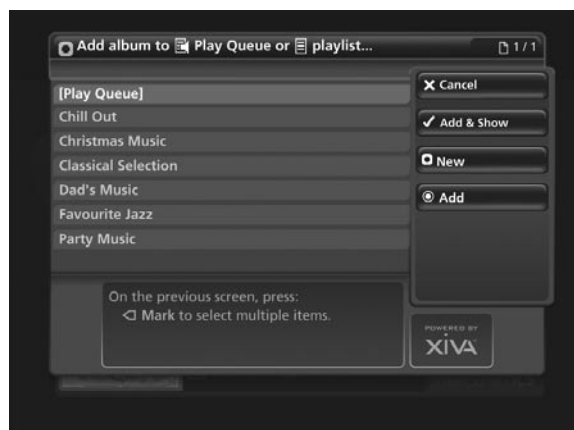 Add album to Play Queue or playlist...
1/1
[Play Queue]
Chill Out
Christmas Music
Classical Selection
Dad's Music
Favourite Jazz
Party Music
Cancel
Add & Show
New
Add
On the previous screen, press:
Mark to select multiple items.
POWERED BY
XiVA